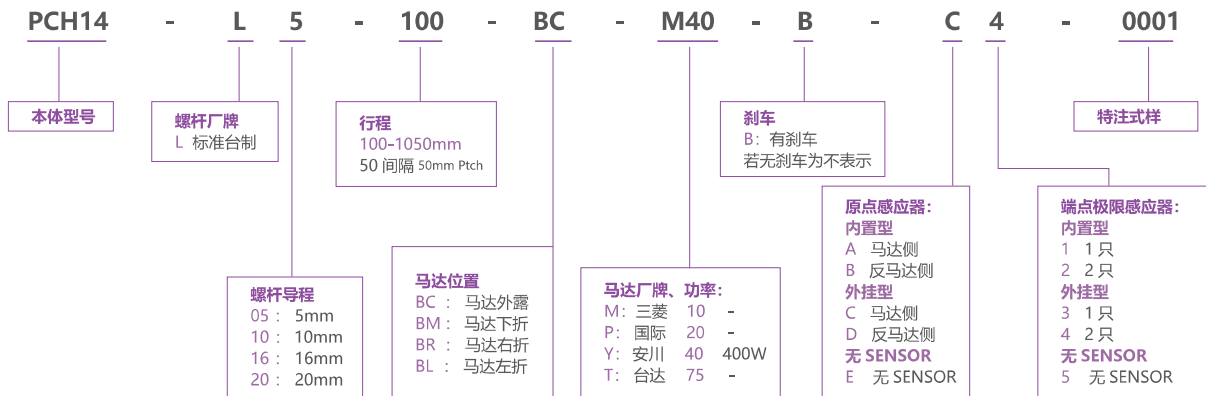 PCH14 - L 5 - 100 - BC - M40 - B - C 4 - 0001
本体型号
螺杆厂牌
L 标准台制
螺杆导程
05： 5mm
10： 10mm
16： 16mm
20： 20mm
行程
100-1050mm
50 间隔 50mm Ptch
马达位置
BC ： 马达外露
BM ： 马达下折
BR ： 马达右折
BL ： 马达左折
马达厂牌、功率：
M：三菱 10 -
P：国际 20 -
Y：安川 40 400W
T：台达 75 -
刹车
B：有刹车
若无刹车为不表示
原点感应器：
内置型
A 马达侧
B 反马达侧
外挂型
C 马达侧
D 反马达侧
无 SENSOR
E 无 SENSOR
端点极限感应器：
内置型
1 1 只
2 2 只
外挂型
3 1 只
4 2 只
无 SENSOR
5 无 SENSOR
特注式样